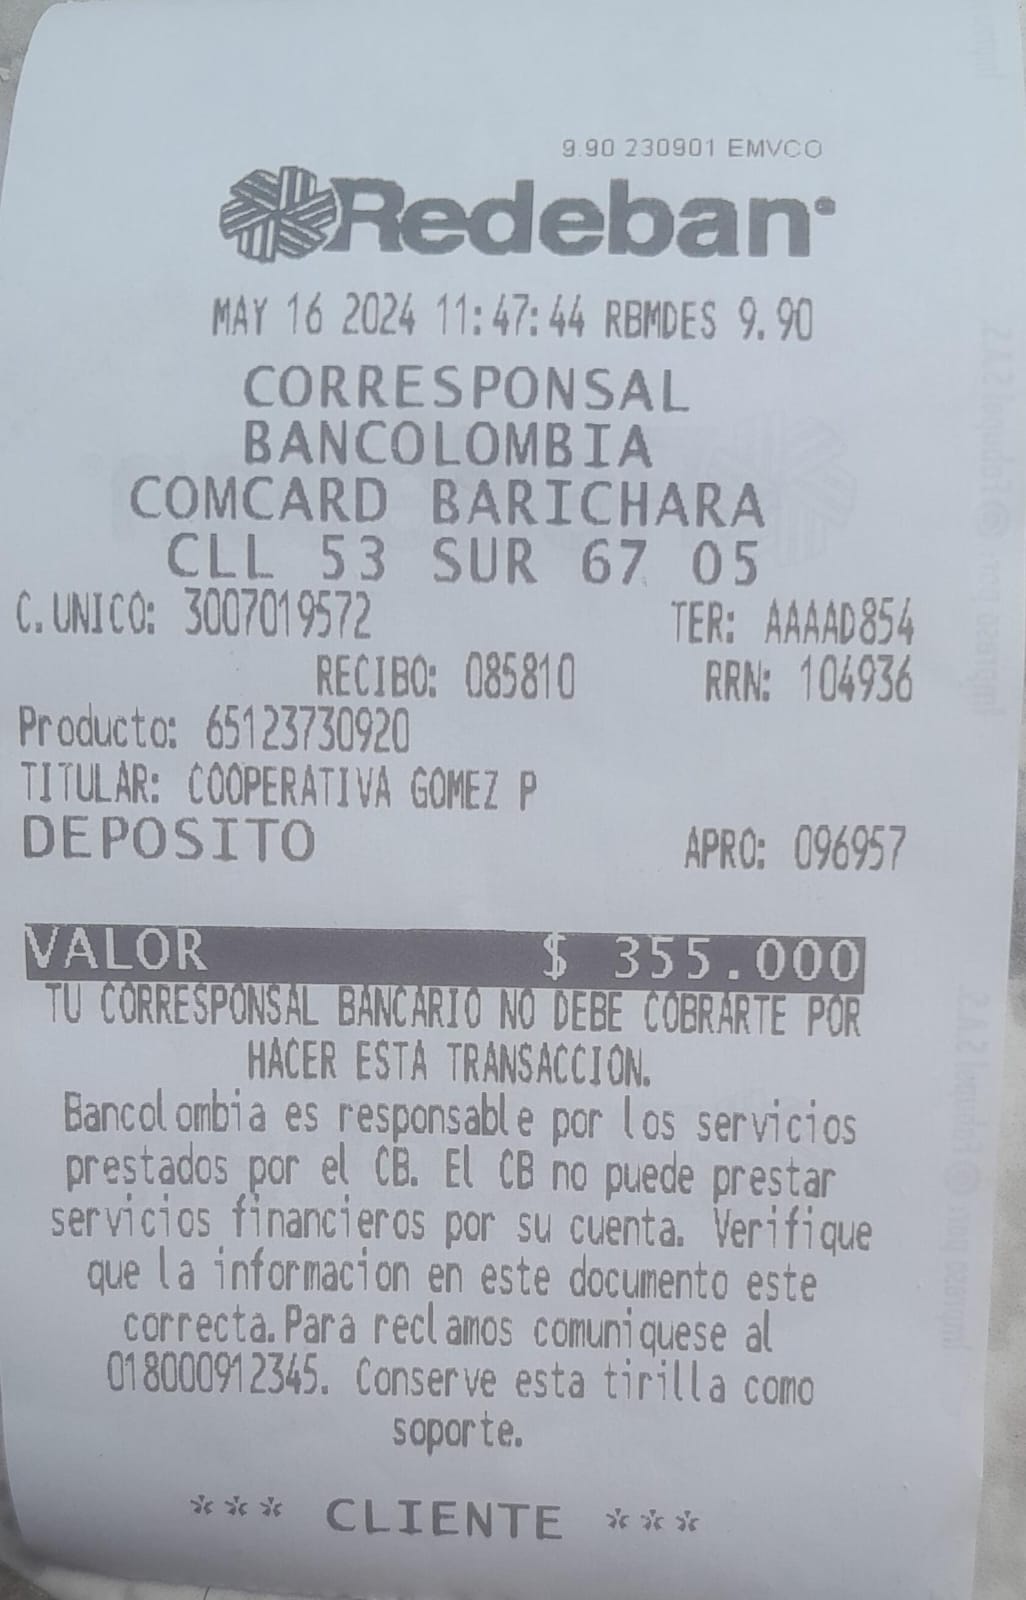 9.90 230901 EMVCO
Redeban
MAY 16 2024 11:47:44 RBMDES 9.90
CORRESPONSAL
BANCOLOMBIA
COMCARD BARICHARA
CLL 53 SUR 67 05
C.UNICO: 3007019572 TER: AAAAD854
RECIBO: 085810 RRN: 104936
Producto: 65123730920
TITULAR: COOPERATIVA GOMEZ P
DEPOSITO APRO: 096957
VALOR $ 355.000
TU CORRESPONSAL BANCARIO NO DEBE COBRARTE POR
HACER ESTA TRANSACCION.
Bancolombia es responsable por los servicios
prestados por el CB. El CB no puede prestar
servicios financieros por su cuenta. Verifique
que la informacion en este documento este
correcta.Para reclamos comuniquese al
018000912345. Conserve esta tirilla como
soporte.
*** CLIENTE ***